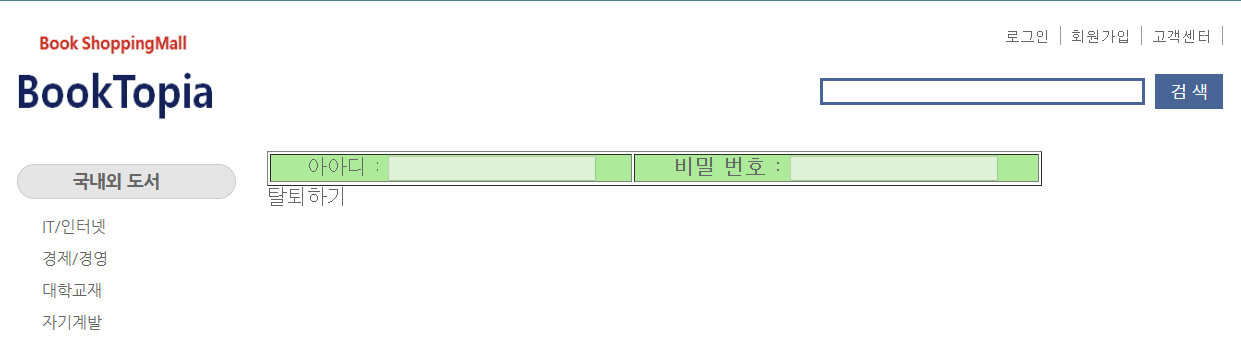 로그인 회원가입 고객센터
Book ShoppingMall
BookTopia
검 색
아아디 : 비밀 번호 :
탈퇴하기
국내외 도서
IT/인터넷
경제/경영
대학교재
자기계발